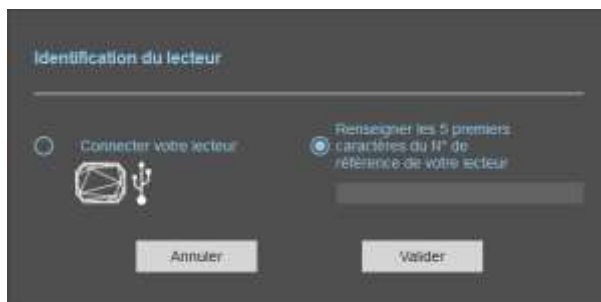 Identification du lecteur
Connecter votre lecteur
Renseigner les 5 premiers
caractères du N° de
référence de votre lecteur
Annuler
Valider